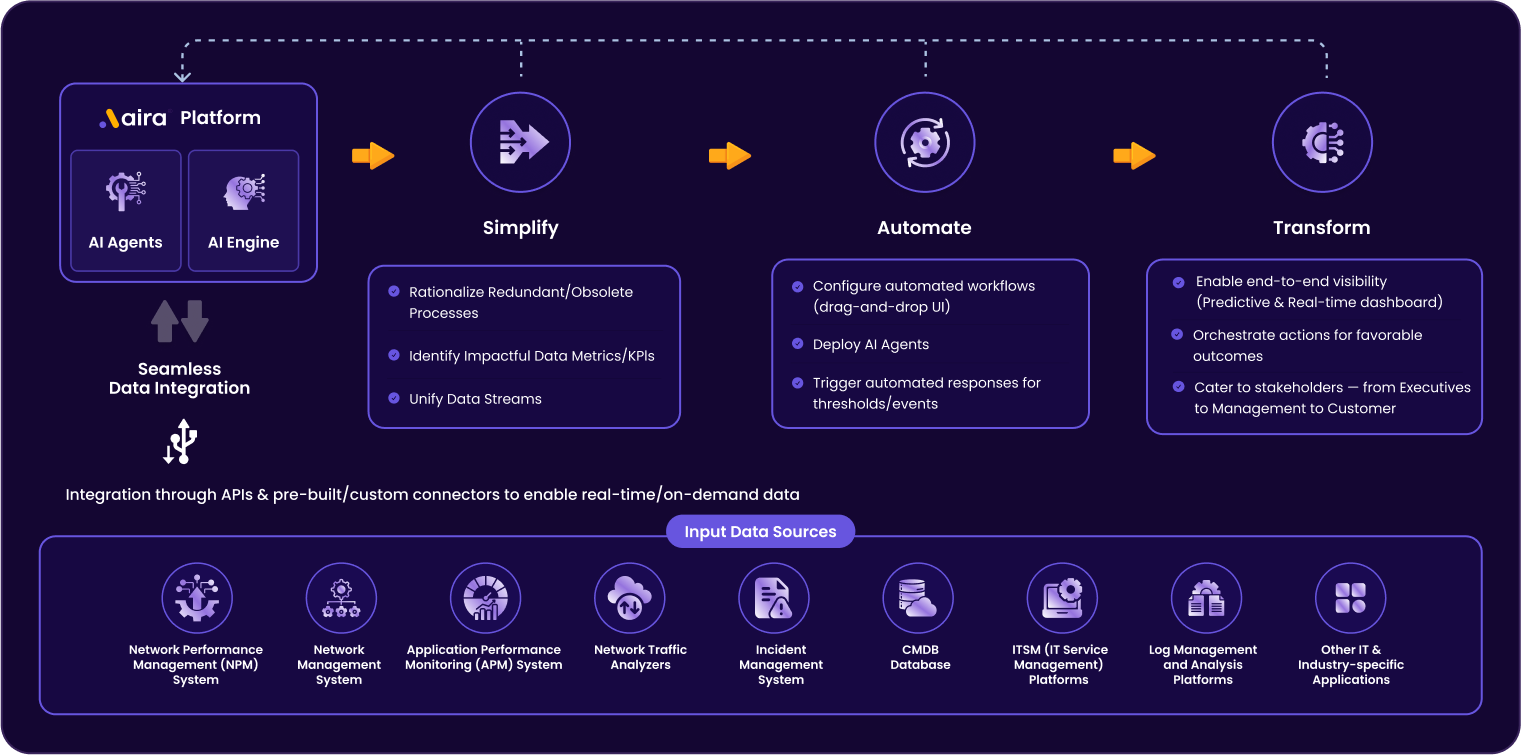 aira Platform
AI Agents
AI Engine
Seamless
Data Integration
Simplify
Rationalize Redundant/Obsolete
Processes
Identify Impactful Data Metrics/KPIs
Unify Data Streams
Automate
Configure automated workflows
(drag-and-drop UI)
Deploy AI Agents
Trigger automated responses for
thresholds/events
Transform
Enable end-to-end visibility
(Predictive & Real-time dashboard)
Orchestrate actions for favorable
outcomes
Cater to stakeholders — from Executives
to Management to Customer
Integration through APIs & pre-built/custom connectors to enable real-time/on-demand data
Input Data Sources
Network Performance
Management (NPM)
System
Network
Management
System
Application Performance
Monitoring (APM) System
Network Traffic
Analyzers
Incident
Management
System
CMDB
Database
ITSM (IT Service
Management)
Platforms
Log Management
and Analysis
Platforms
Other IT &
Industry-specific
Applications